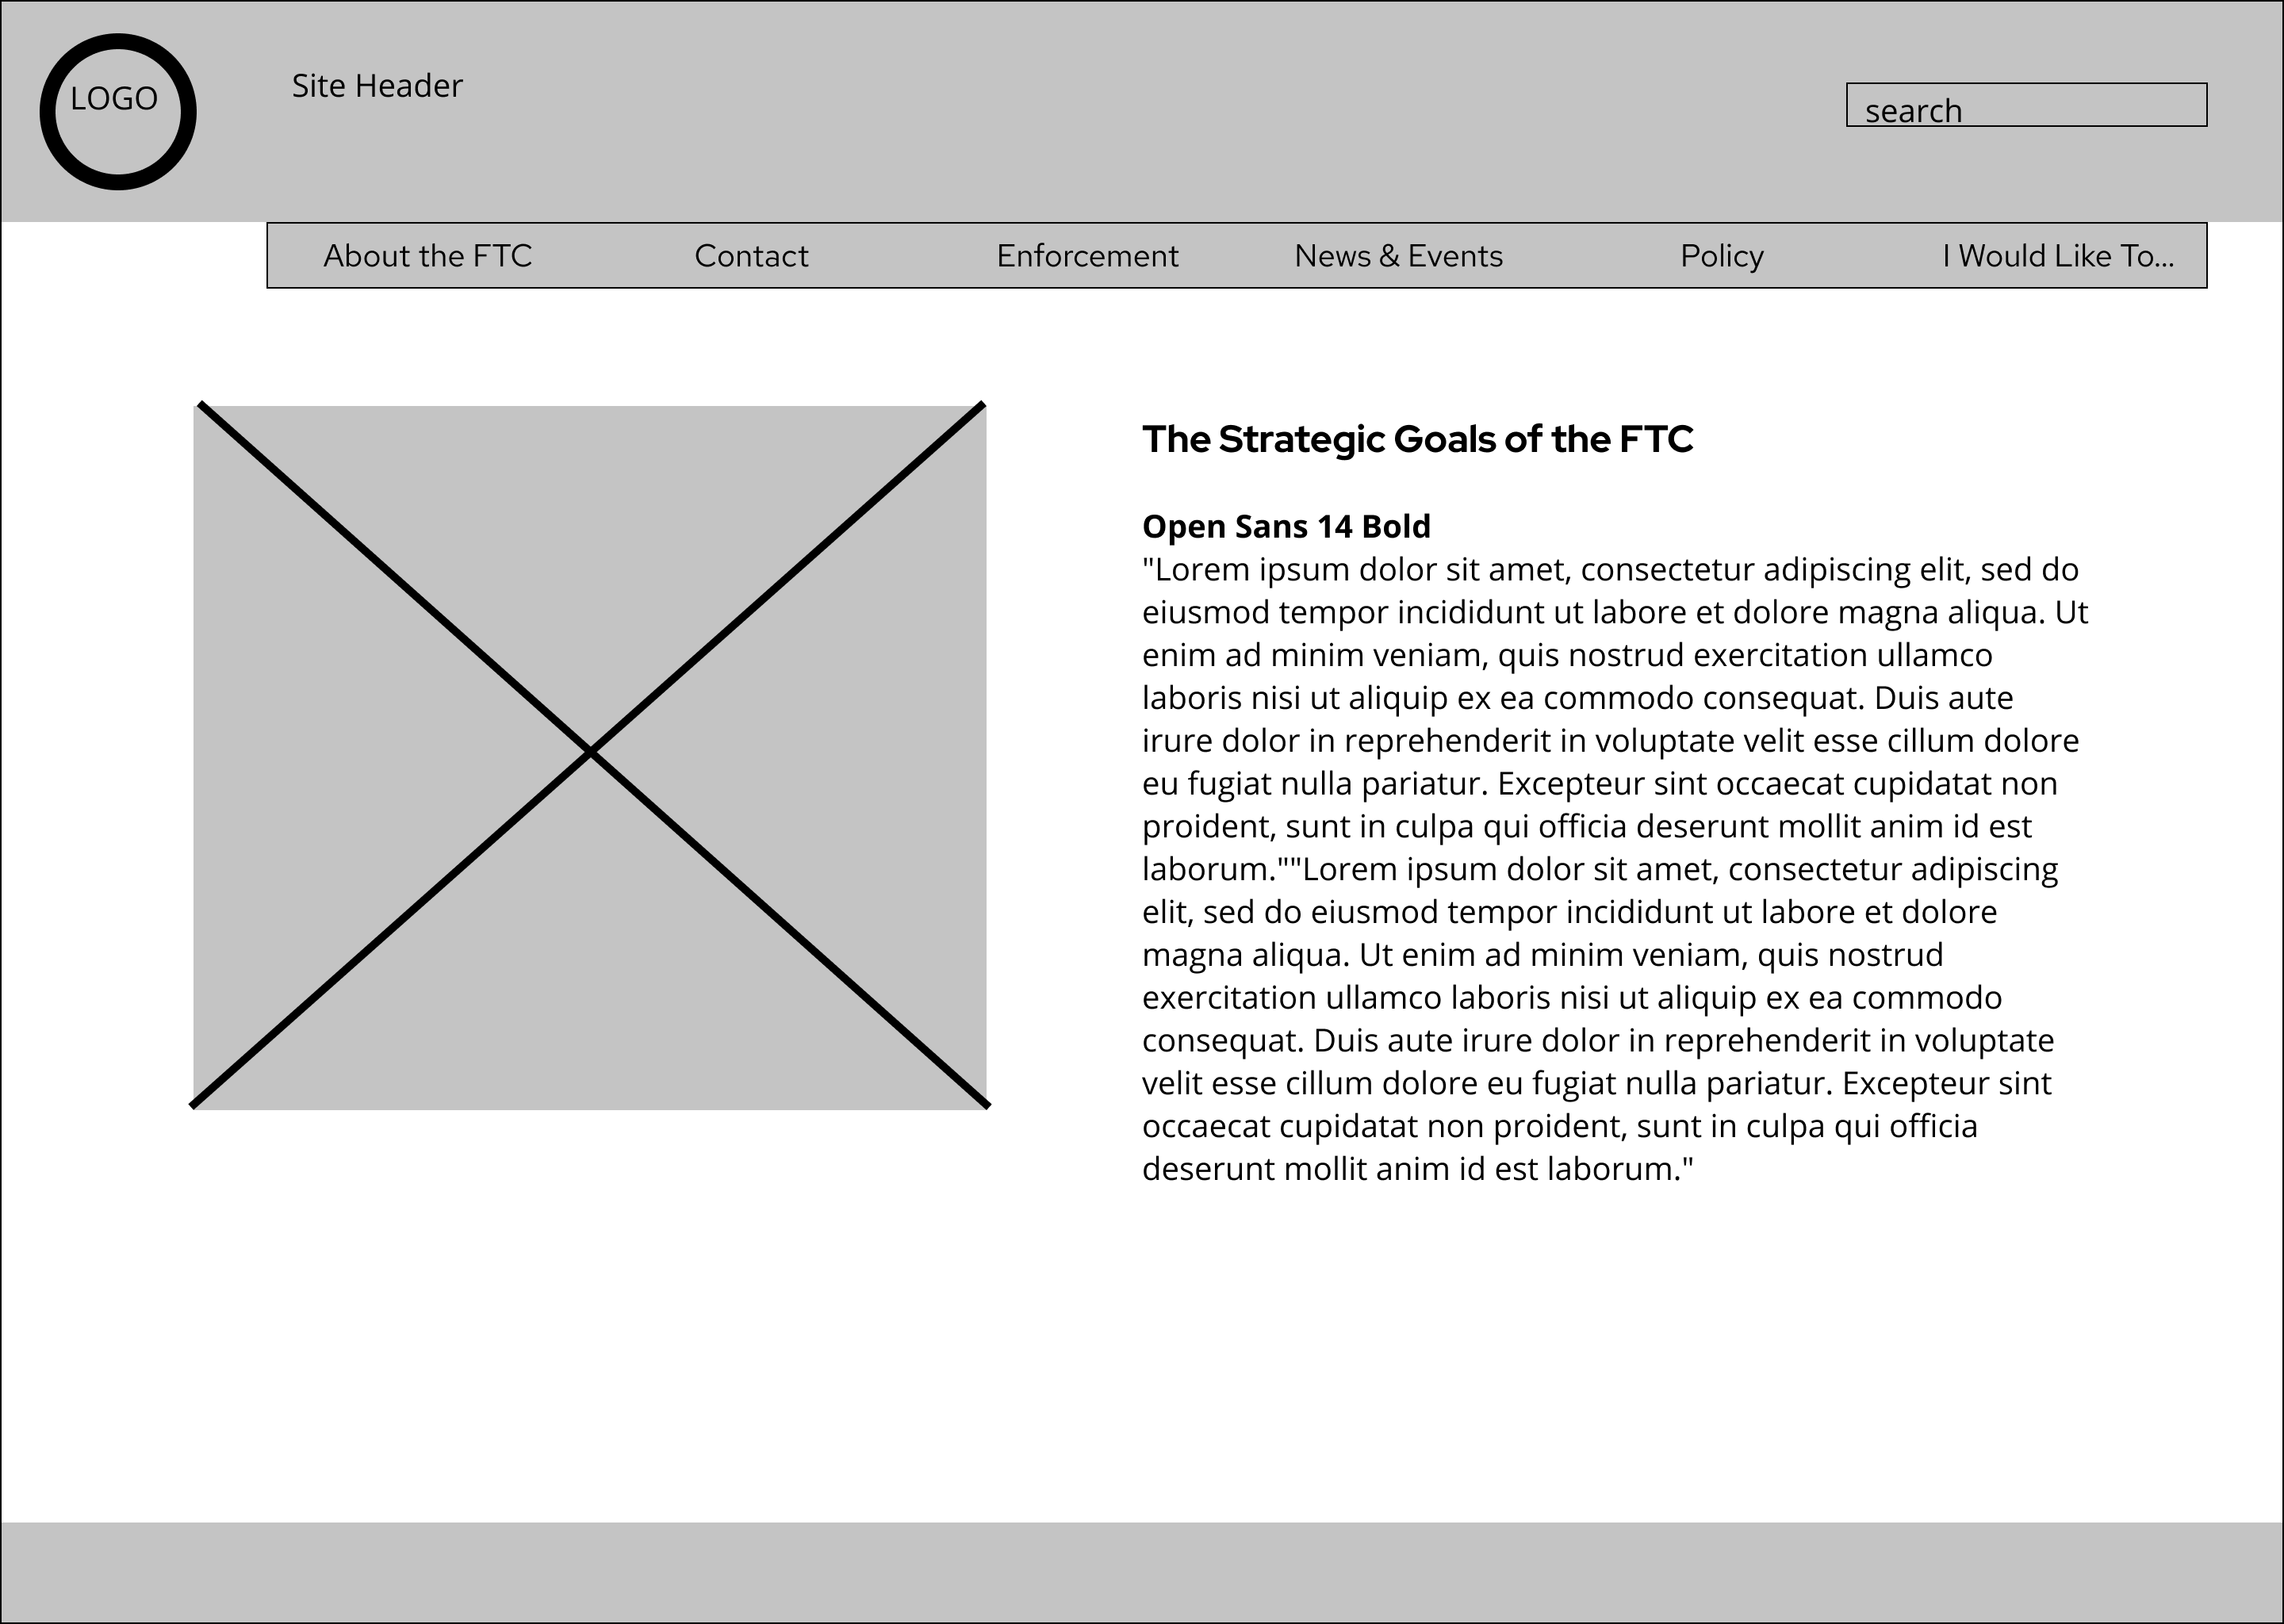 LOGO
Site Header
search
About the FTC
Contact
Enforcement
News & Events
Policy
I Would Like To...
The Strategic Goals of the FTC
Open Sans 14 Bold
"Lorem ipsum dolor sit amet, consectetur adipiscing elit, sed do
eiusmod tempor incididunt ut labore et dolore magna aliqua. Ut
enim ad minim veniam, quis nostrud exercitation ullamco
laboris nisi ut aliquip ex ea commodo consequat. Duis aute
irure dolor in reprehenderit in voluptate velit esse cillum dolore
eu fugiat nulla pariatur. Excepteur sint occaecat cupidatat non
proident, sunt in culpa qui officia deserunt mollit anim id est
laborum.""Lorem ipsum dolor sit amet, consectetur adipiscing
elit, sed do eiusmod tempor incididunt ut labore et dolore
magna aliqua. Ut enim ad minim veniam, quis nostrud
exercitation ullamco laboris nisi ut aliquip ex ea commodo
consequat. Duis aute irure dolor in reprehenderit in voluptate
velit esse cillum dolore eu fugiat nulla pariatur. Excepteur sint
occaecat cupidatat non proident, sunt in culpa qui officia
deserunt mollit anim id est laborum."